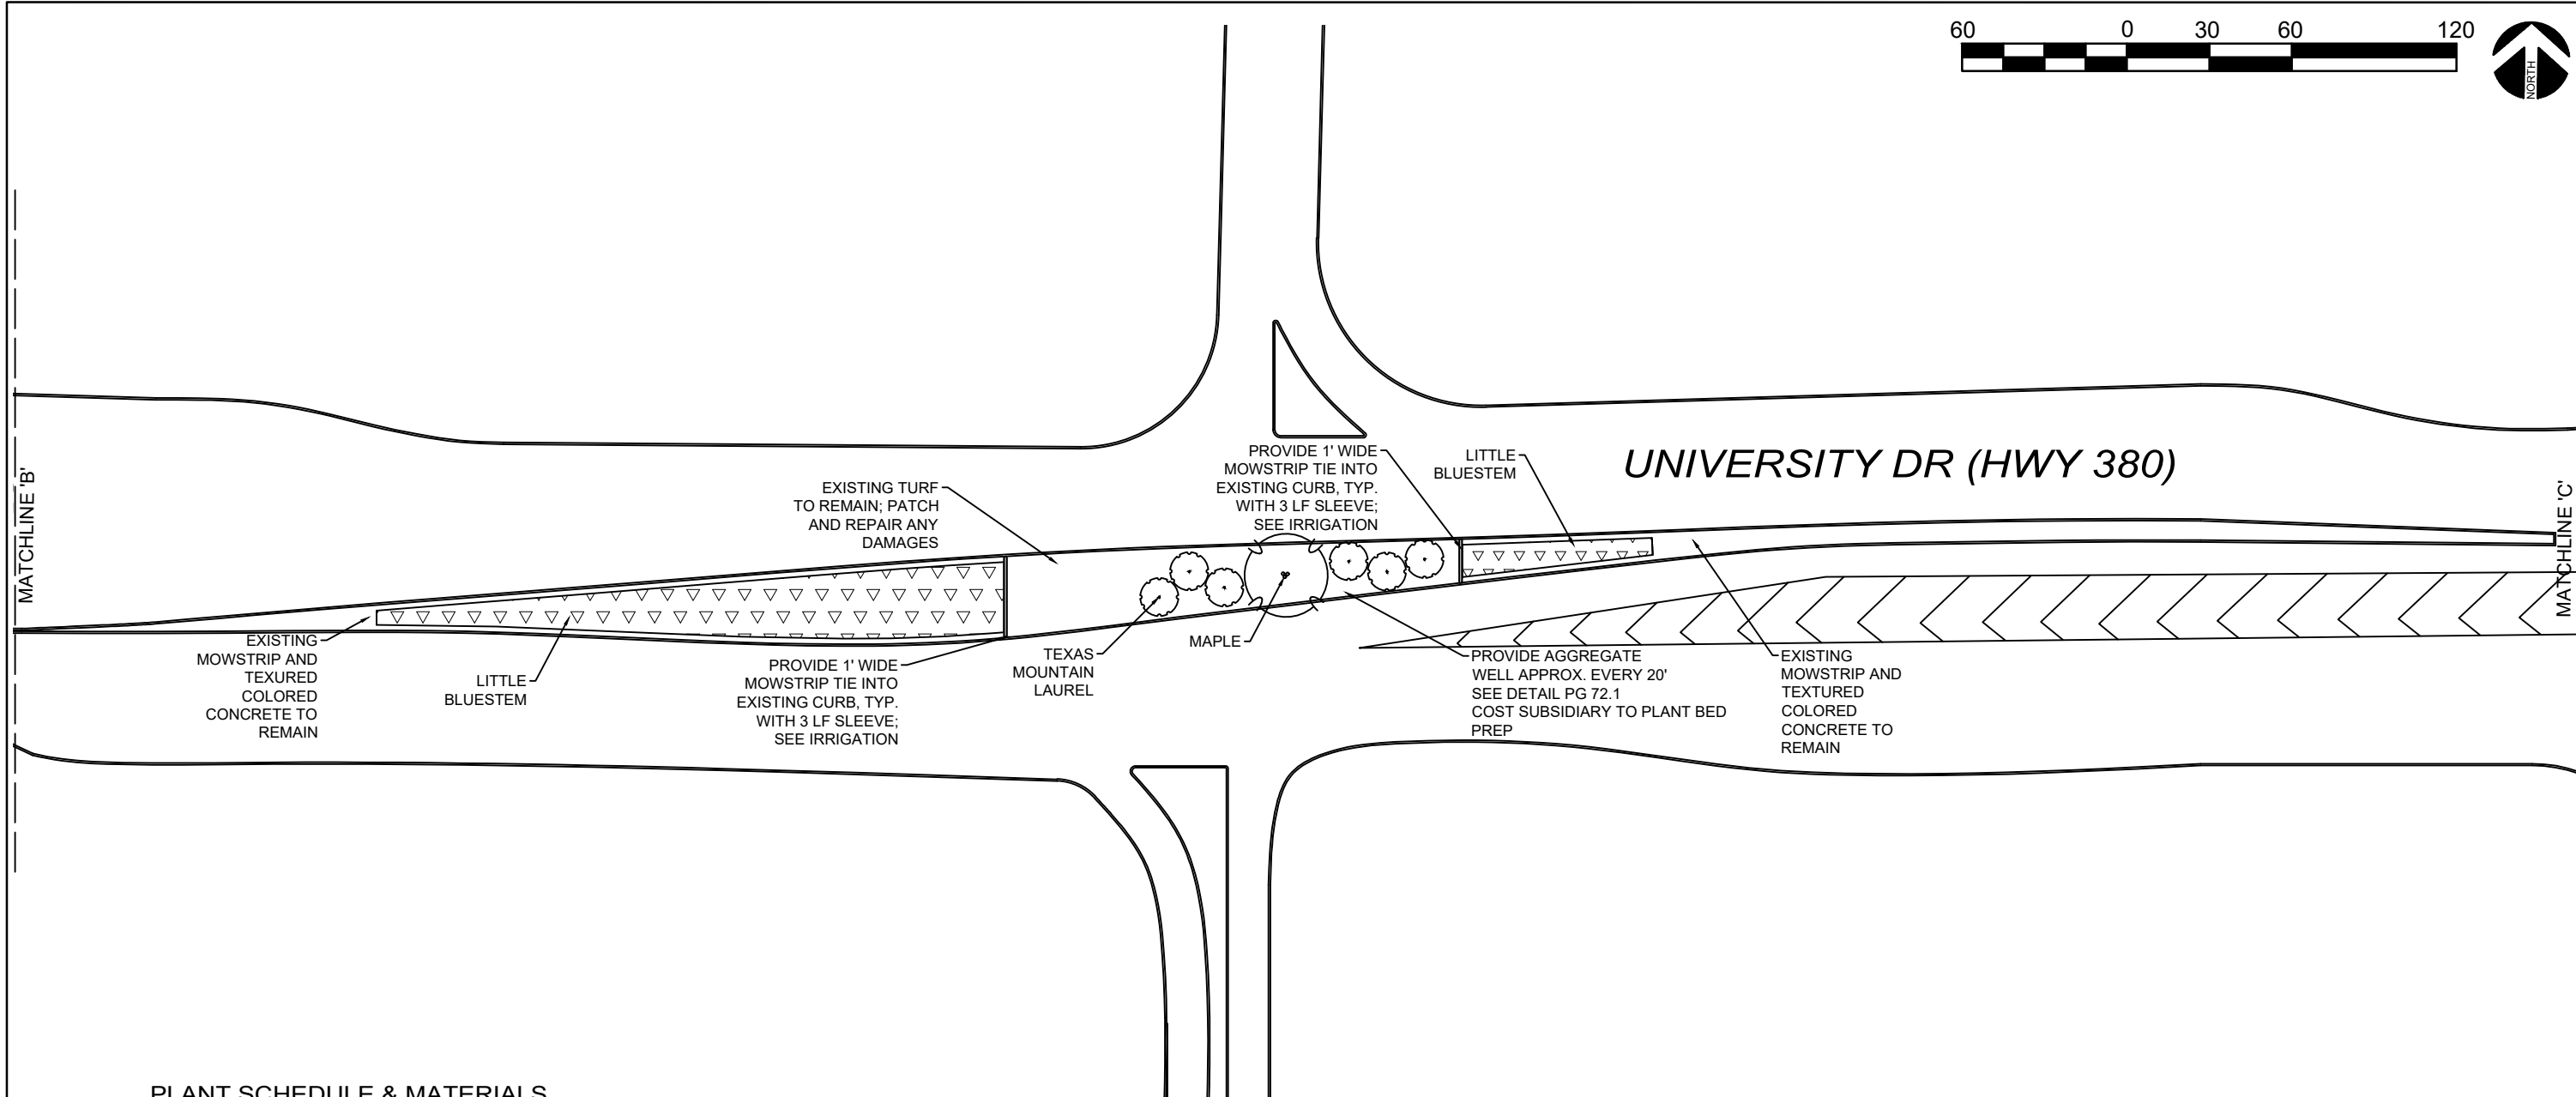 60 0 30 60 120
NORTH
MATCHLINE 'B'
EXISTING TURF
TO REMAIN; PATCH
AND REPAIR ANY
DAMAGES
PROVIDE 1' WIDE
MOWSTRIP TIE INTO
EXISTING CURB, TYP.
WITH 3 LF SLEEVE;
SEE IRRIGATION
LITTLE
BLUESTEM
UNIVERSITY DR (HWY 380)
MATCHLINE 'C'
EXISTING
MOWSTRIP AND
TEXURED
COLORED
CONCRETE TO
REMAIN
LITTLE
BLUESTEM
PROVIDE 1' WIDE
MOWSTRIP TIE INTO
EXISTING CURB, TYP.
WITH 3 LF SLEEVE;
SEE IRRIGATION
TEXAS
MOUNTAIN
LAUREL
MAPLE
PROVIDE AGGREGATE
WELL APPROX. EVERY 20'
SEE DETAIL PG 72.1
COST SUBSIDIARY TO PLANT BED
PREP
EXISTING
MOWSTRIP AND
TEXTURED
COLORED
CONCRETE TO
REMAIN
PLANT SCHEDULE & MATERIALS